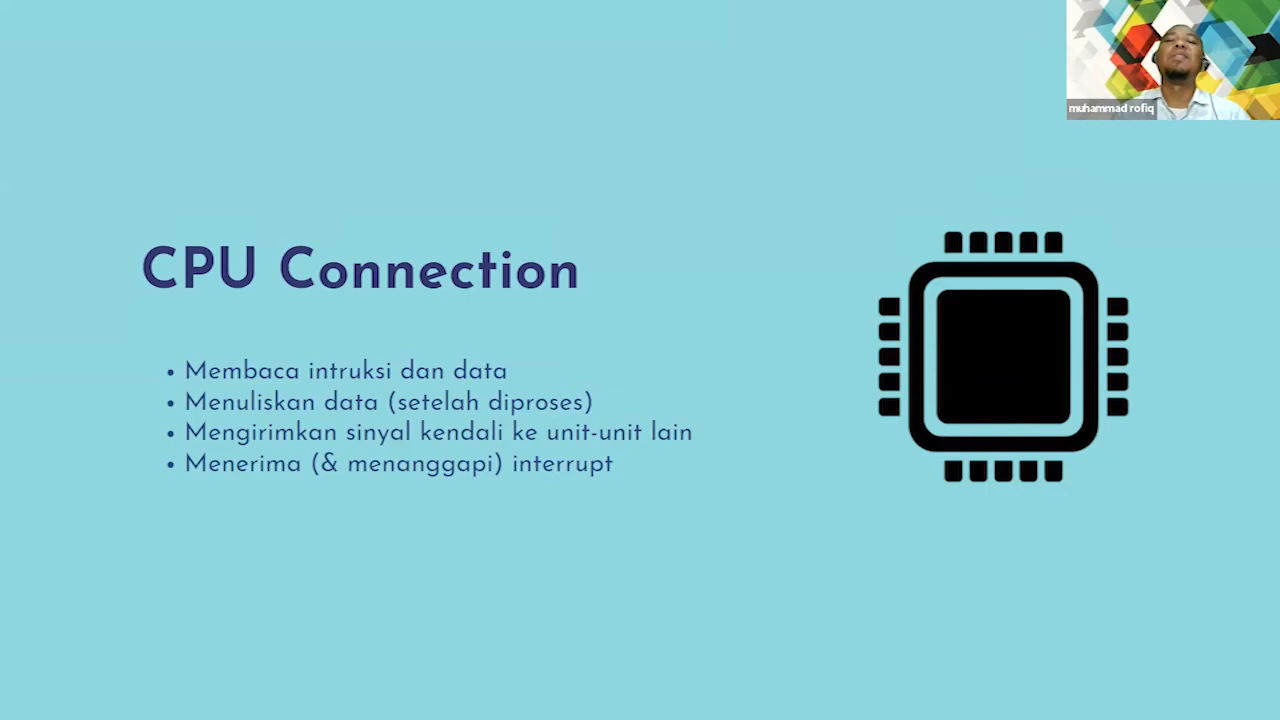 muhammad rofiq
CPU Connection
• Membaca intruksi dan data
• Menuliskan data (setelah diproses)
• Mengirimkan sinyal kendali ke unit-unit lain
• Menerima (& menanggapi) interrupt